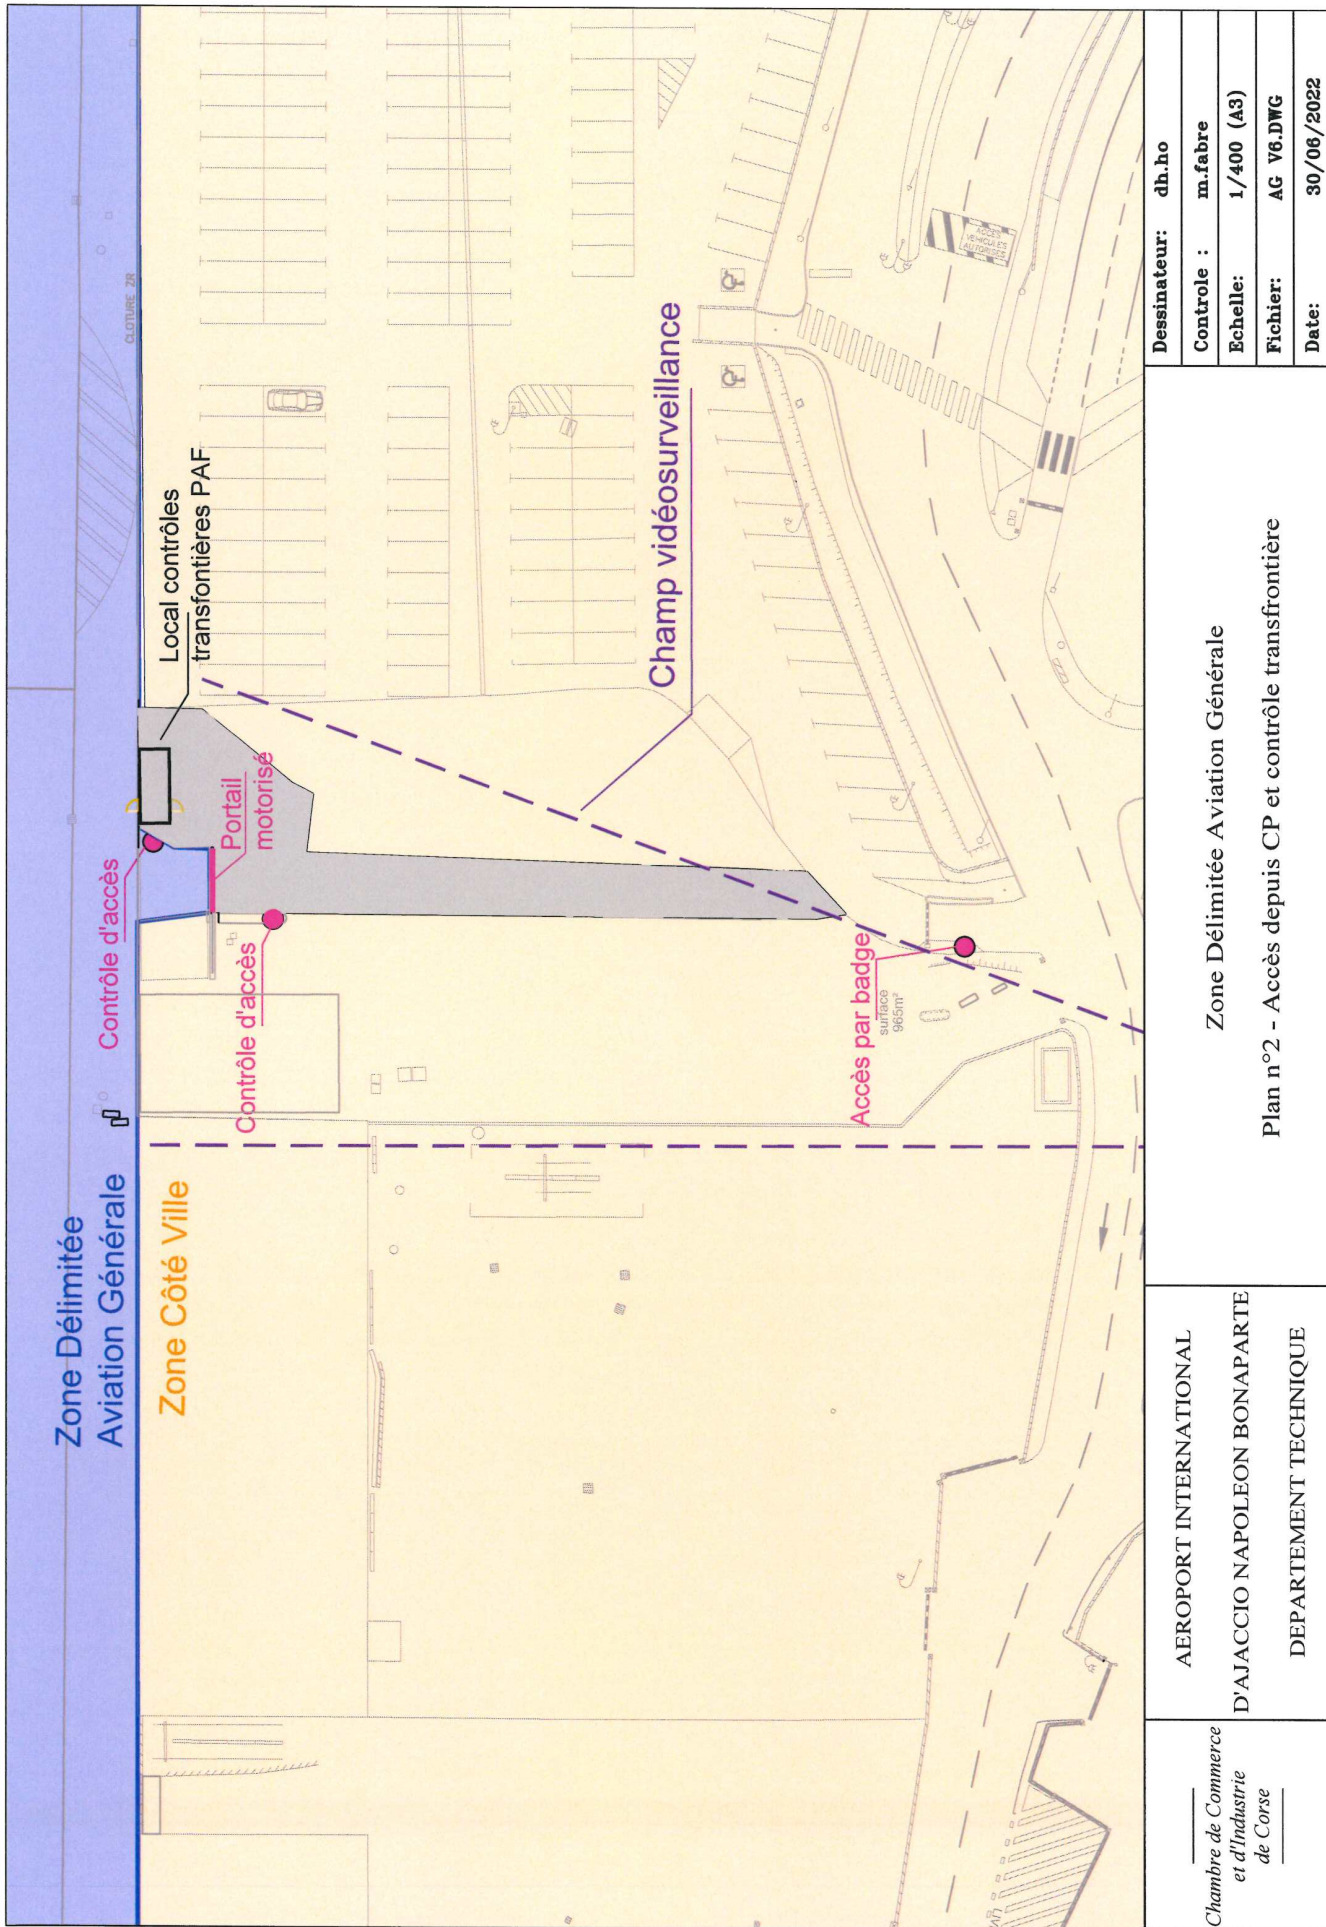 Zone Délimitée
Aviation Générale
Zone Côté Ville
Contrôle d'accès
Contrôle d'accès
Portail
motorisé
Local contrôles
transfontières PAF
CLOTURE ZR
Champ vidéosurveillance
Accès par badge
surface
965m²
ACCES
VEHICULES
AUTORISES
LIV
Chambre de Commerce
et d'Industrie
de Corse
AEROPORT INTERNATIONAL
D'AJACCIO NAPOLEON BONAPARTE
DEPARTEMENT TECHNIQUE
Zone Délimitée Aviation Générale
Plan n°2 - Accès depuis CP et contrôle transfrontière
Dessinateur: dh.ho
Controle : m.fabre
Echelle: 1/400 (A3)
Fichier: AG V6.DWG
Date: 30/06/2022